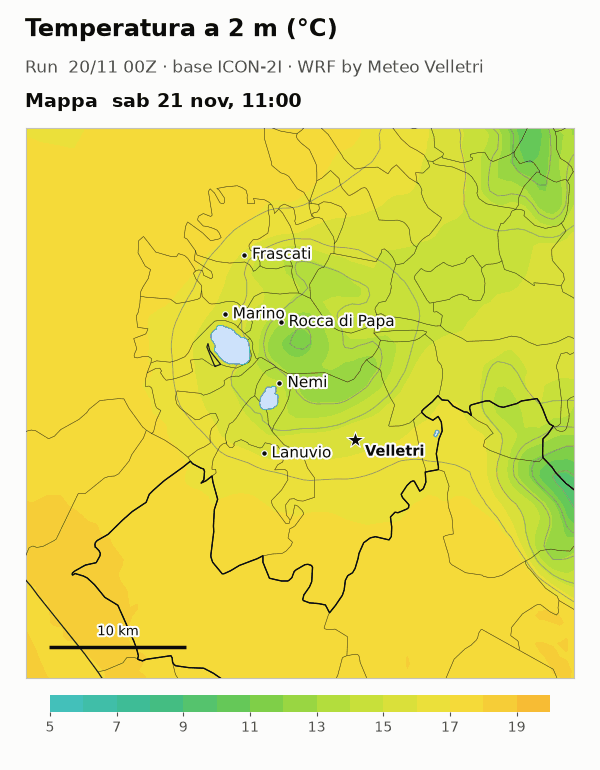 Temperatura a 2 m (°C)
Run 20/11 00Z · base ICON-2I · WRF by Meteo Velletri
Mappa sab 21 nov, 11:00
Frascati
Marino
Rocca di Papa
Nemi
Velletri
Lanuvio
10 km
5 7 9 11 13 15 17 19